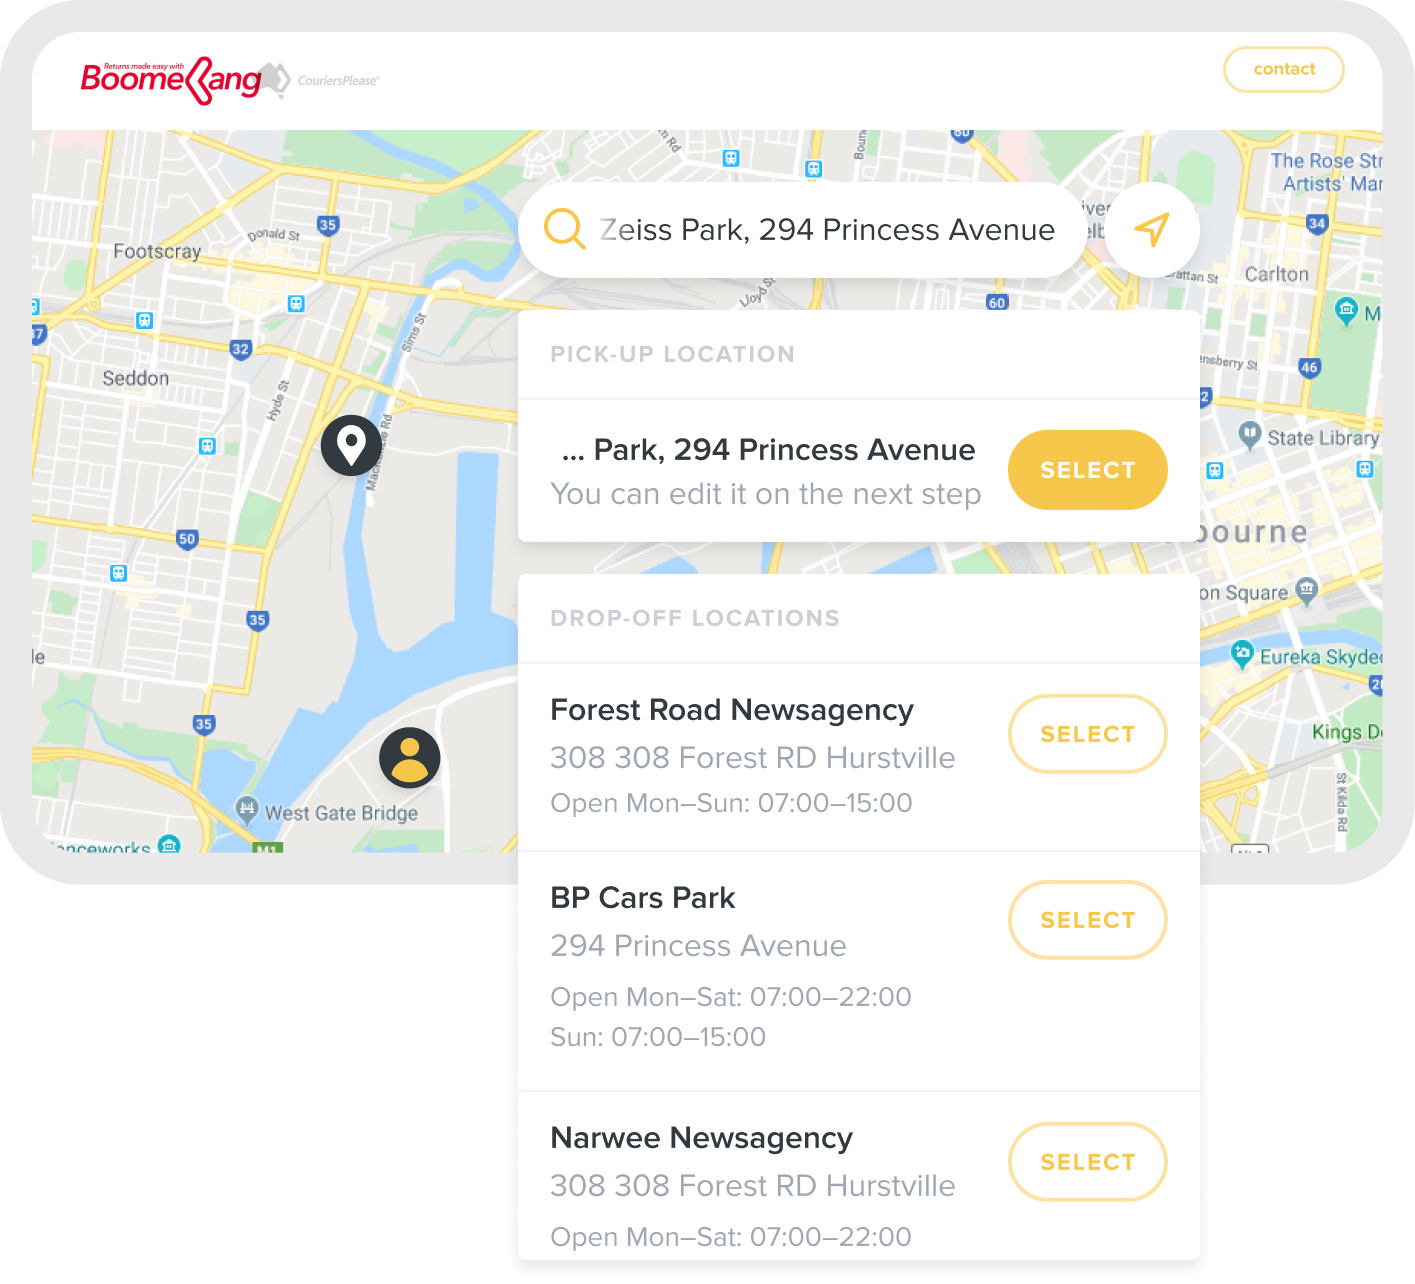 Returns made easy with
Boomerang
CouriersPlease
contact
The Rose Str
Artists' Mar
60
35
Donald St
Footscray
Zeiss Park, 294 Princess Avenue
34
Carlton
Lloyd St
60
37
32
Sims St
Seddon
Hyde St
PICK-UP LOCATION
46
... Park, 294 Princess Avenue
You can edit it on the next step
SELECT
State Library
50
bourne
on Square
35
DROP-OFF LOCATIONS
Eureka Skydec
35
Forest Road Newsagency
308 308 Forest RD Hurstville
Open Mon–Sun: 07:00–15:00
SELECT
Kings D
St Kilda Rd
West Gate Bridge
M1
BP Cars Park
294 Princess Avenue
Open Mon–Sat: 07:00–22:00
Sun: 07:00–15:00
SELECT
Narwee Newsagency
308 308 Forest RD Hurstville
Open Mon–Sat: 07:00–22:00
SELECT